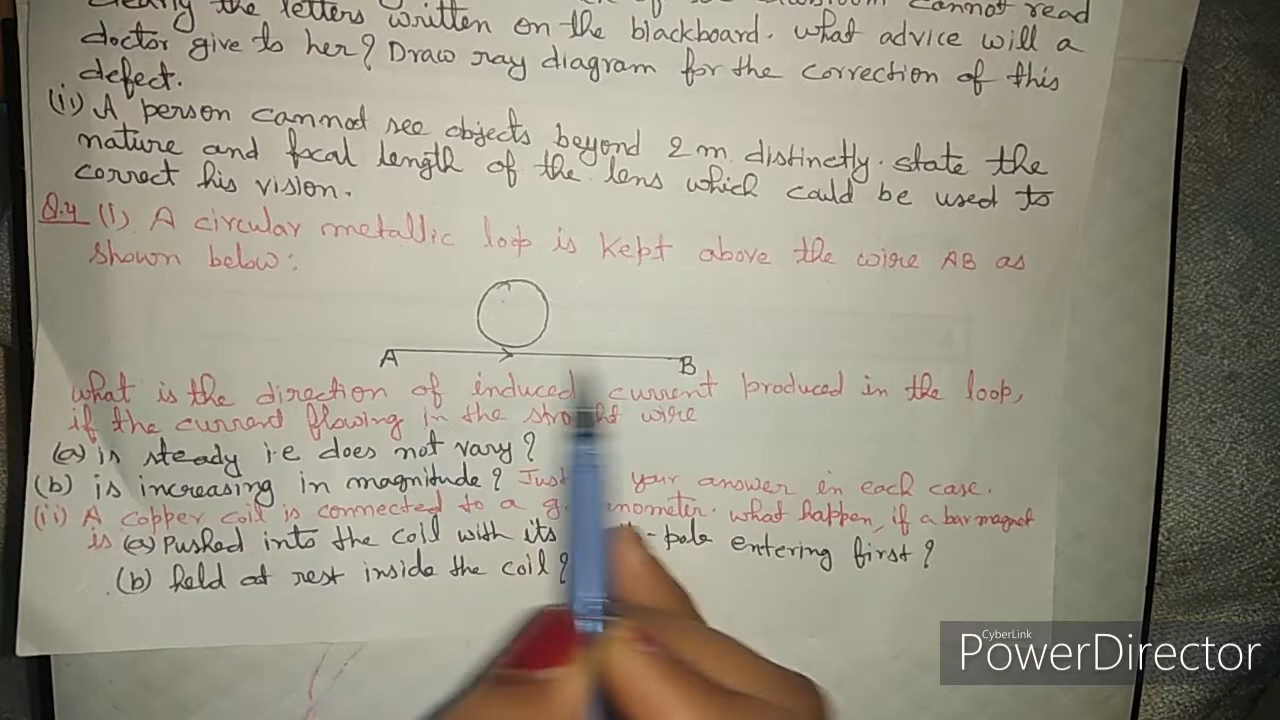 clearly the letters written on the blackboard. what advice will a
cannot read
doctor give to her? Draw ray diagram for the correction of this
defect.
(ii) A person cannot see objects beyond 2m distinctly. state the
nature and focal length of the lens which could be used to
correct his vision.
Q.4 (i) A circular metallic loop is kept above the wire AB as
shown below:
A B
what is the direction of induced current produced in the loop,
if the current flowing in the wire
(a) is steady i.e does not vary?
(b) is increasing in magnitude? your answer in each case.
(ii) A copper coil is connected to a what happen, if a bar magnet
is (a) Pushed into the coil with its -pole entering first?
(b) held at rest inside the coil?
CyberLink
PowerDirector